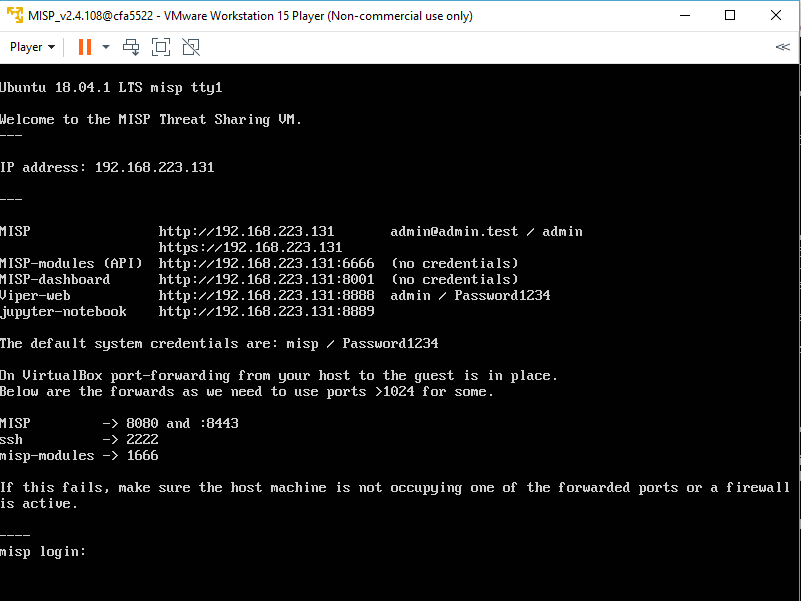 MISP_v2.4.108@cfa5522 - VMware Workstation 15 Player (Non-commercial use only)
Player
Ubuntu 18.04.1 LTS misp tty1
Welcome to the MISP Threat Sharing VM.
---
IP address: 192.168.223.131
---
MISP http://192.168.223.131 admin@admin.test / admin
https://192.168.223.131
MISP-modules (API) http://192.168.223.131:6666 (no credentials)
MISP-dashboard http://192.168.223.131:8001 (no credentials)
Viper-web http://192.168.223.131:8888 admin / Password1234
jupyter-notebook http://192.168.223.131:8889
The default system credentials are: misp / Password1234
On VirtualBox port-forwarding from your host to the guest is in place.
Below are the forwards as we need to use ports >1024 for some.
MISP -> 8080 and :8443
ssh -> 2222
misp-modules -> 1666
If this fails, make sure the host machine is not occupying one of the forwarded ports or a firewall
is active.
----
misp login: